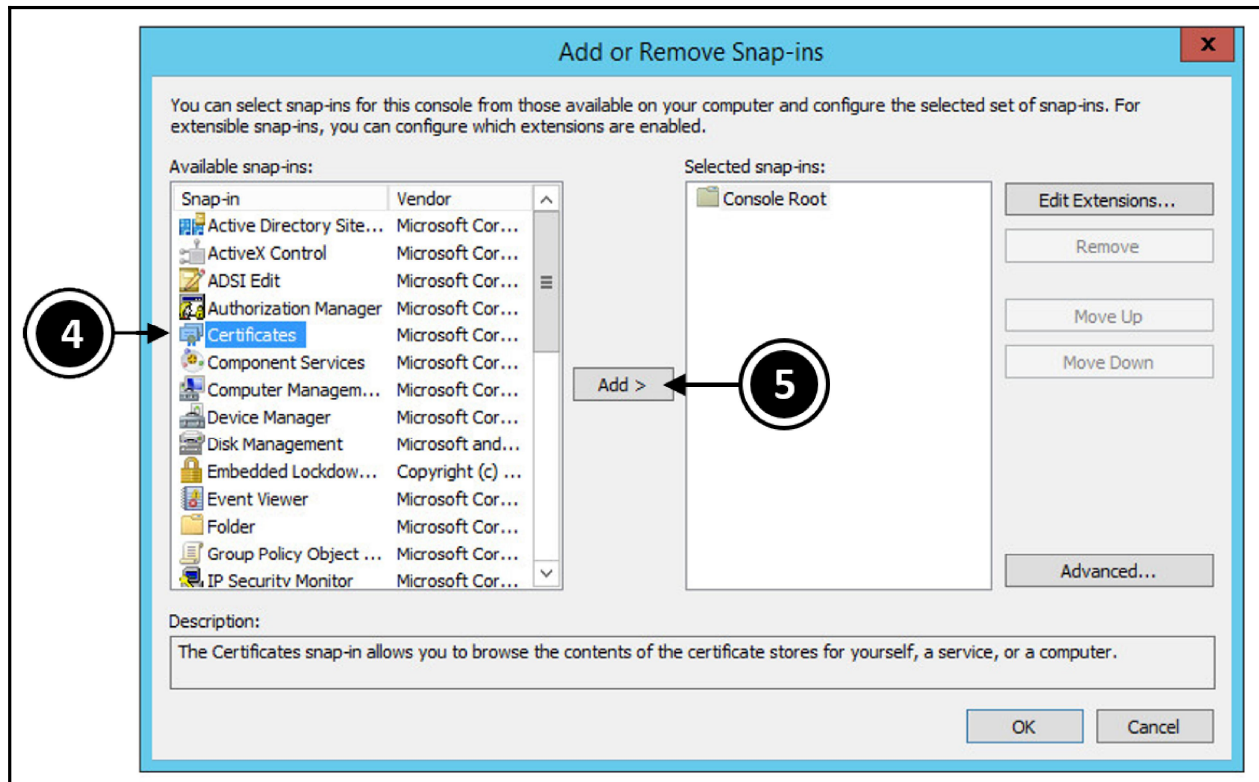 Add or Remove Snap-ins
x
You can select snap-ins for this console from those available on your computer and configure the selected set of snap-ins. For
extensible snap-ins, you can configure which extensions are enabled.
Available snap-ins:
Snap-in Vendor
Active Directory Site... Microsoft Cor...
ActiveX Control Microsoft Cor...
ADSI Edit Microsoft Cor...
Authorization Manager Microsoft Cor...
Certificates Microsoft Cor...
Component Services Microsoft Cor...
Computer Managem... Microsoft Cor...
Device Manager Microsoft Cor...
Disk Management Microsoft and...
Embedded Lockdow... Copyright (c) ...
Event Viewer Microsoft Cor...
Folder Microsoft Cor...
Group Policy Object ... Microsoft Cor...
IP Security Monitor Microsoft Cor...
4
Add >
5
Selected snap-ins:
Console Root
Edit Extensions...
Remove
Move Up
Move Down
Advanced...
Description:
The Certificates snap-in allows you to browse the contents of the certificate stores for yourself, a service, or a computer.
OK Cancel